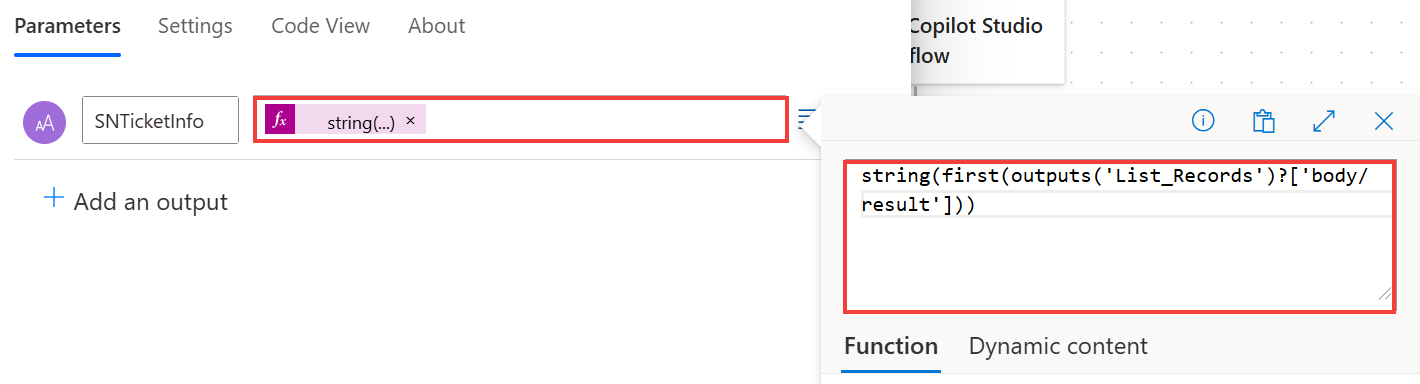 Parameters Settings Code View About
Copilot Studio
flow
AA SNTicketInfo fx string(...) ×
string(first(outputs('List_Records')?['body/
result']))
+ Add an output
Function Dynamic content